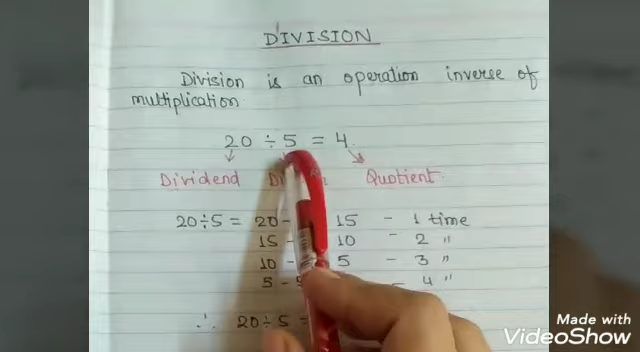 DIVISION
Division is an operation inverse of
multiplication.
20 ÷ 5 = 4
Dividend Quotient
20÷5 = 20- 15 - 1 time
15 - 10 - 2 "
10 - 5 - 3 "
5 - - 4 "
∴ 20÷5 =
Made with
VideoShow